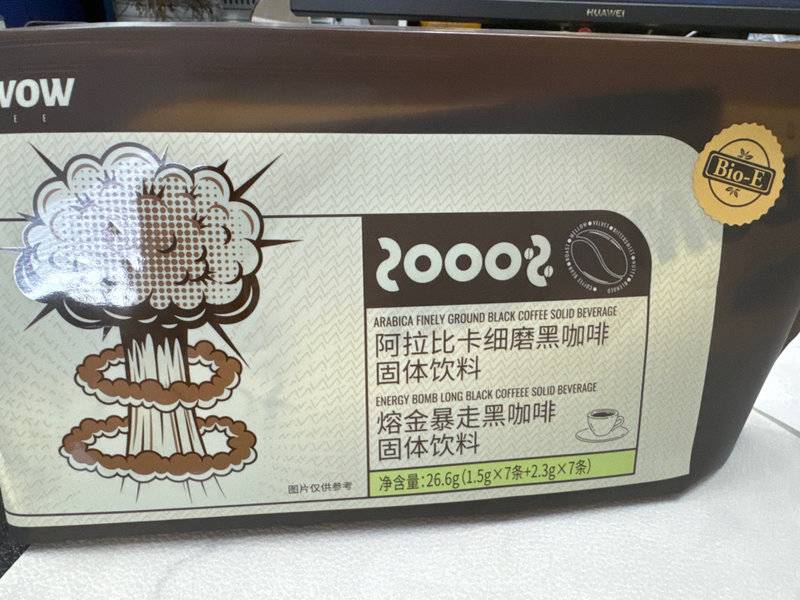 HUAWEI
WOW
Bio-E
ARABICA FINELY GROUND BLACK COFFEE SOLID BEVERAGE
阿拉比卡细磨黑咖啡
固体饮料
ENERGY BOMB LONG BLACK COFFEEE SOLID BEVERAGE
熔金暴走黑咖啡
固体饮料
净含量:26.6g(1.5g×7条+2.3g×7条)
图片仅供参考